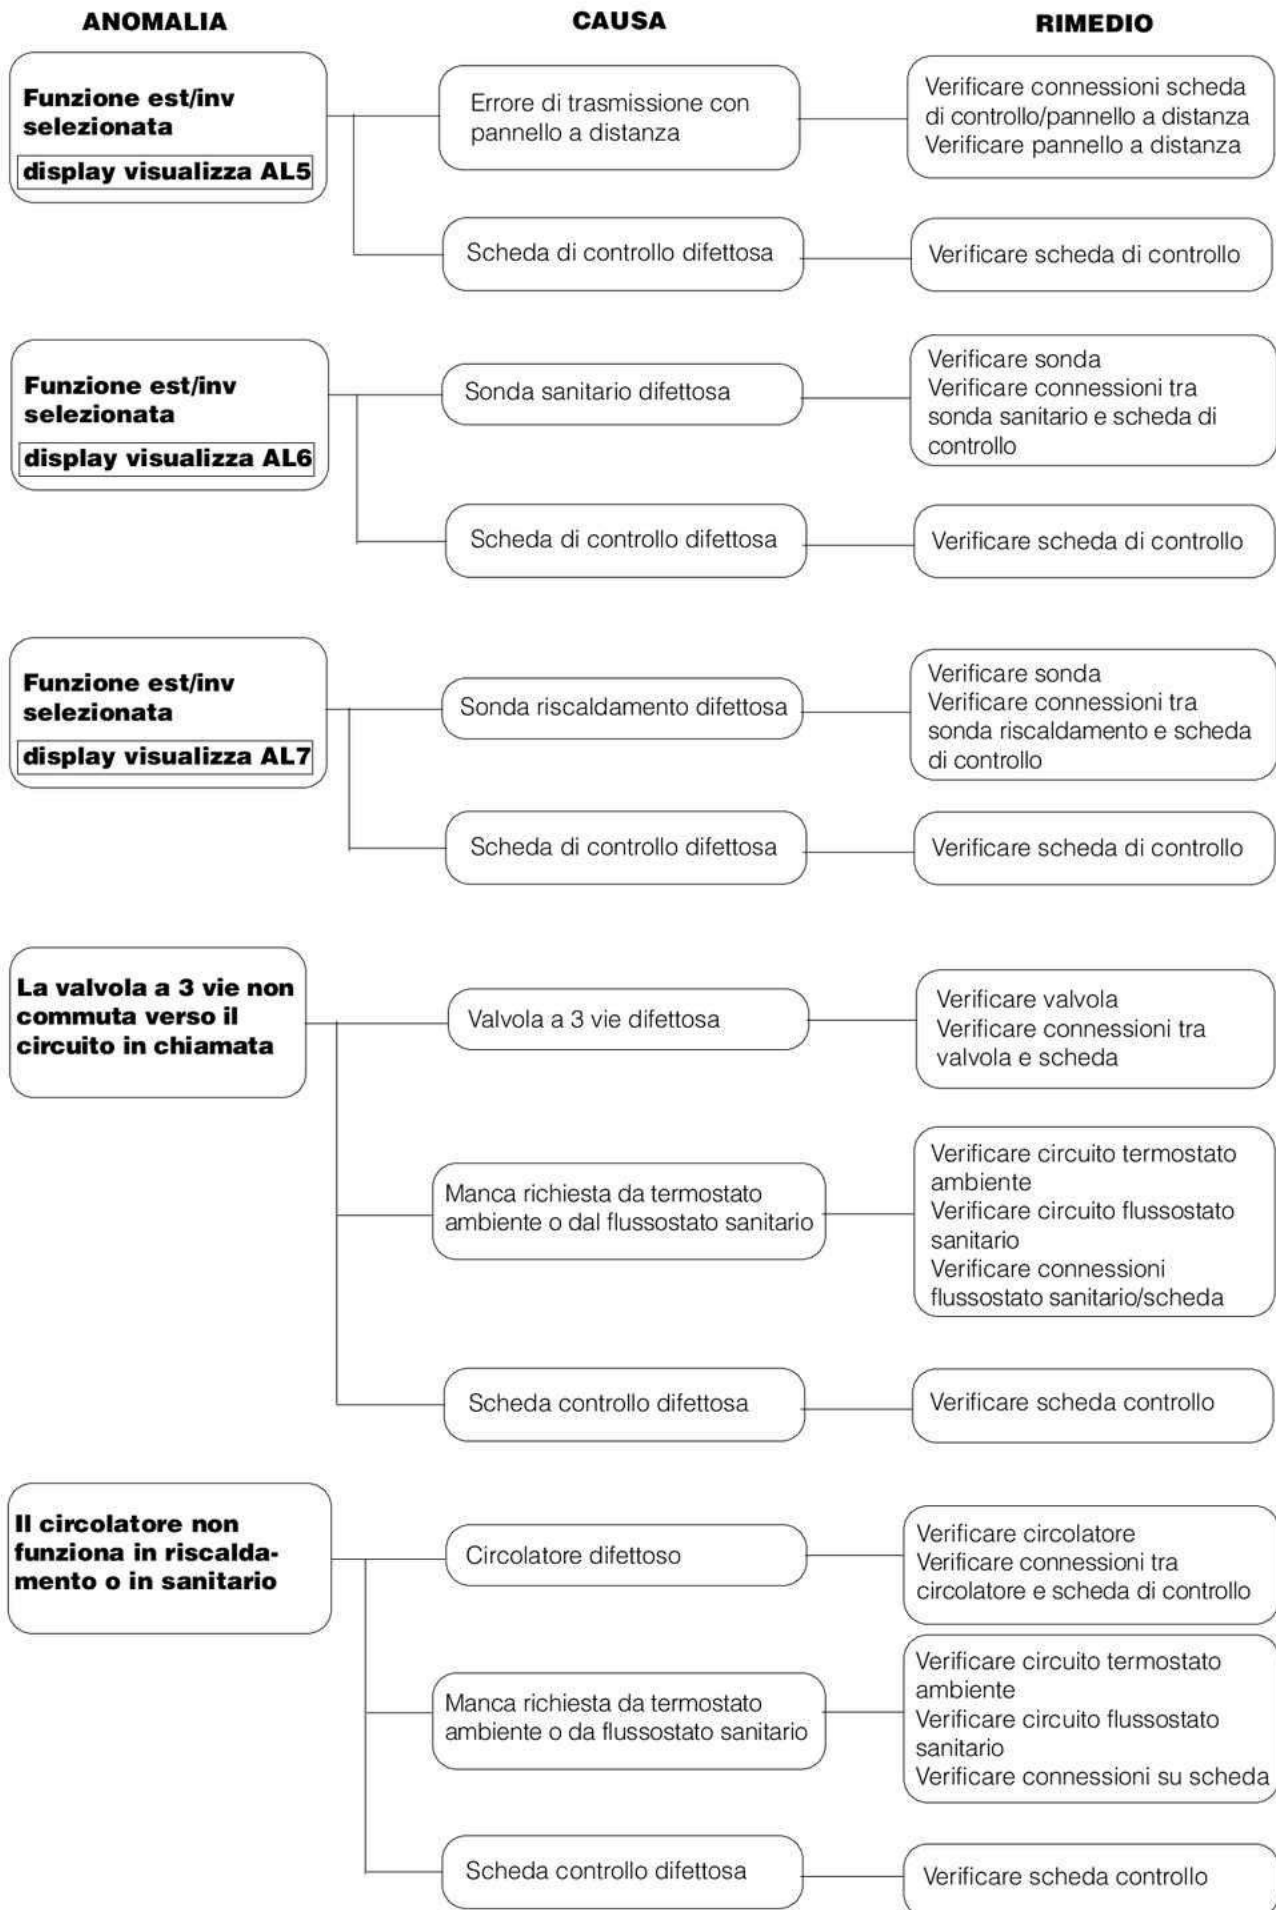 ANOMALIA
CAUSA
RIMEDIO
Funzione est/inv
selezionata
display visualizza AL5
Errore di trasmissione con
pannello a distanza
Verificare connessioni scheda
di controllo/pannello a distanza
Verificare pannello a distanza
Scheda di controllo difettosa
Verificare scheda di controllo
Funzione est/inv
selezionata
display visualizza AL6
Sonda sanitario difettosa
Verificare sonda
Verificare connessioni tra
sonda sanitario e scheda di
controllo
Scheda di controllo difettosa
Verificare scheda di controllo
Funzione est/inv
selezionata
display visualizza AL7
Sonda riscaldamento difettosa
Verificare sonda
Verificare connessioni tra
sonda riscaldamento e scheda
di controllo
Scheda di controllo difettosa
Verificare scheda di controllo
La valvola a 3 vie non
commuta verso il
circuito in chiamata
Valvola a 3 vie difettosa
Verificare valvola
Verificare connessioni tra
valvola e scheda
Manca richiesta da termostato
ambiente o dal flussostato sanitario
Verificare circuito termostato
ambiente
Verificare circuito flussostato
sanitario
Verificare connessioni
flussostato sanitario/scheda
Scheda controllo difettosa
Verificare scheda controllo
Il circolatore non
funziona in riscalda-
mento o in sanitario
Circolatore difettoso
Verificare circolatore
Verificare connessioni tra
circolatore e scheda di controllo
Manca richiesta da termostato
ambiente o da flussostato sanitario
Verificare circuito termostato
ambiente
Verificare circuito flussostato
sanitario
Verificare connessioni su scheda
Scheda controllo difettosa
Verificare scheda controllo